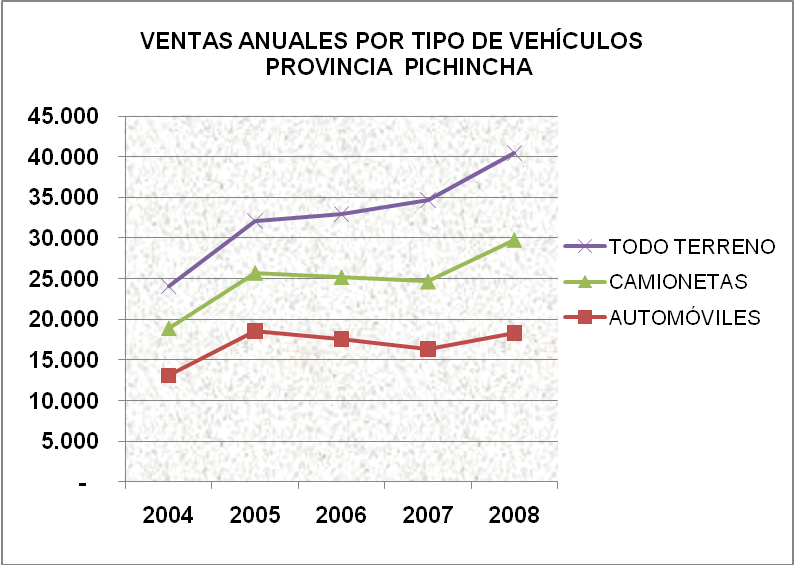 VENTAS ANUALES POR TIPO DE VEHÍCULOS
PROVINCIA PICHINCHA
45.000
40.000
35.000
30.000
25.000
20.000
15.000
10.000
5.000
-
2004 2005 2006 2007 2008
TODO TERRENO
CAMIONETAS
AUTOMÓVILES